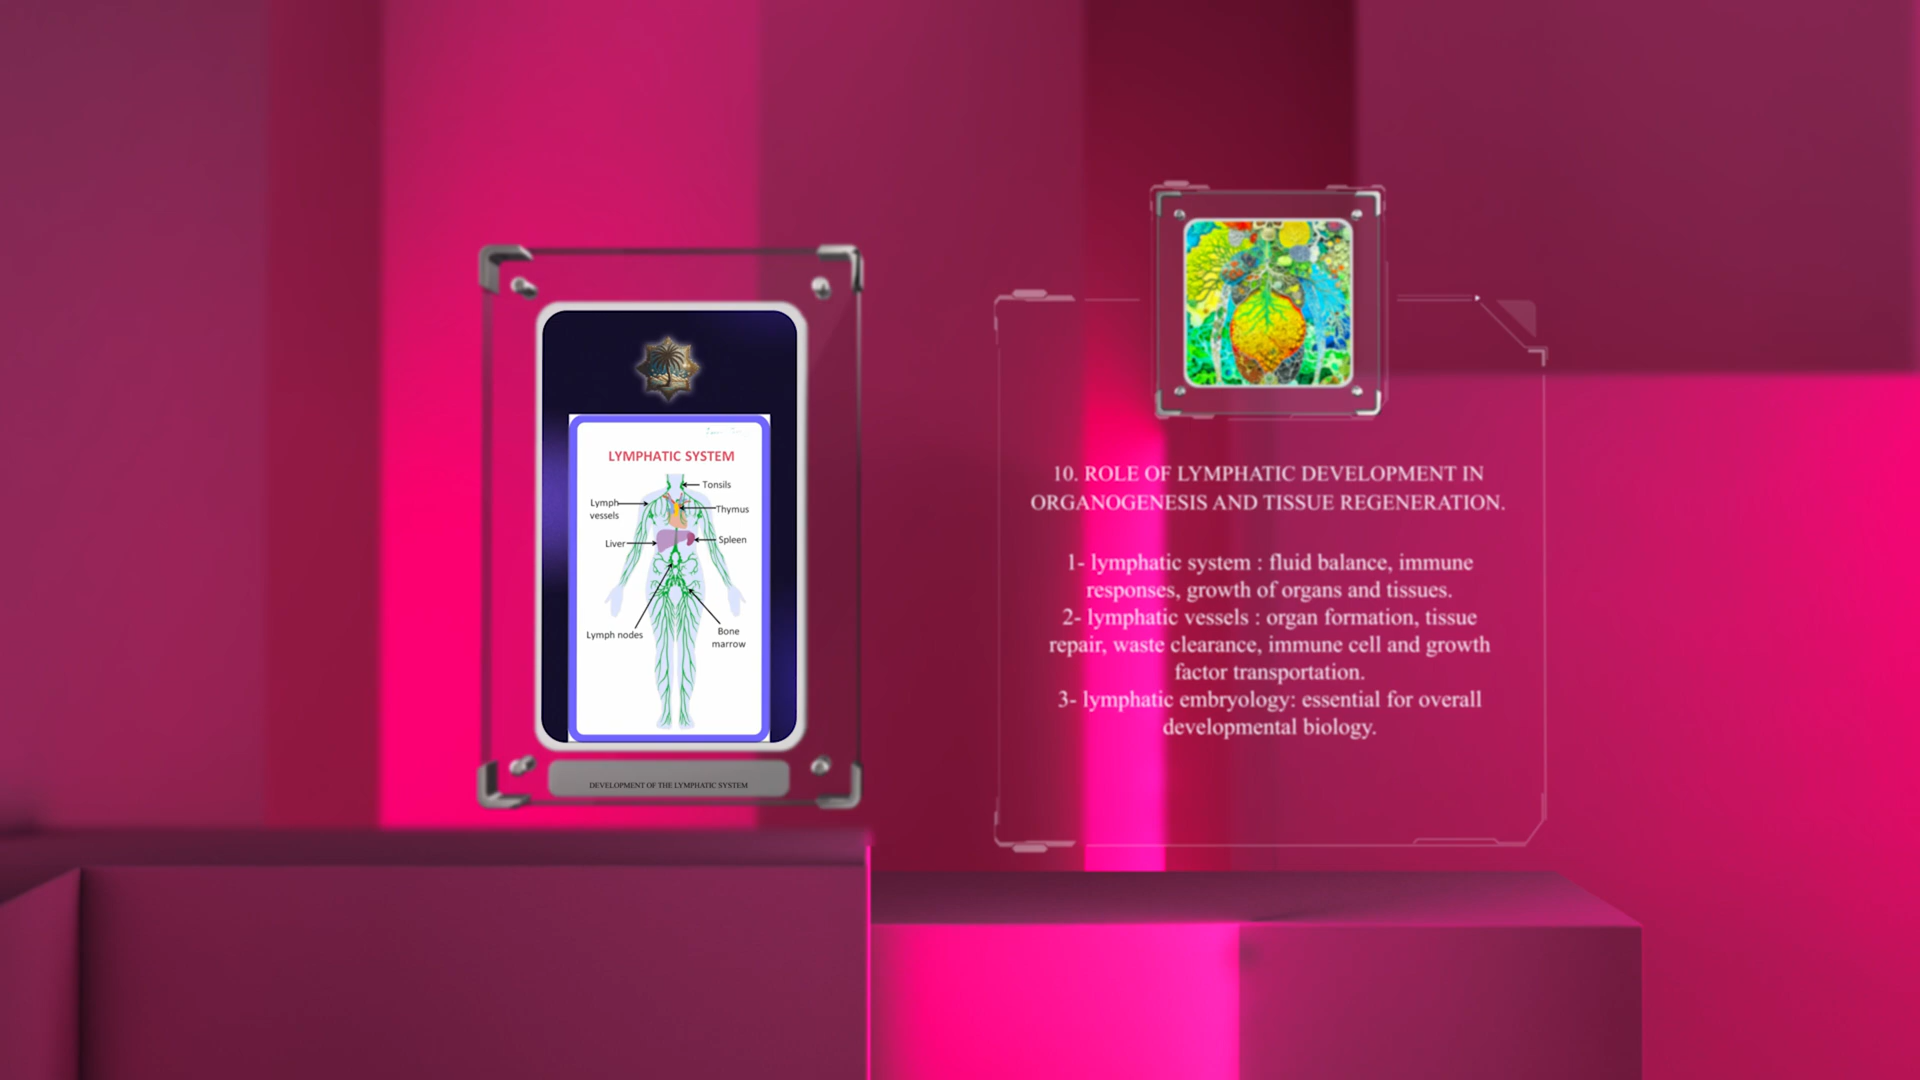 LYMPHATIC SYSTEM
Tonsils
Lymph
vessels
Thymus
Liver
Spleen
Lymph nodes
Bone
marrow
DEVELOPMENT OF THE LYMPHATIC SYSTEM
10. ROLE OF LYMPHATIC DEVELOPMENT IN
ORGANOGENESIS AND TISSUE REGENERATION.
1- lymphatic system : fluid balance, immune
responses, growth of organs and tissues.
2- lymphatic vessels : organ formation, tissue
repair, waste clearance, immune cell and growth
factor transportation.
3- lymphatic embryology: essential for overall
developmental biology.